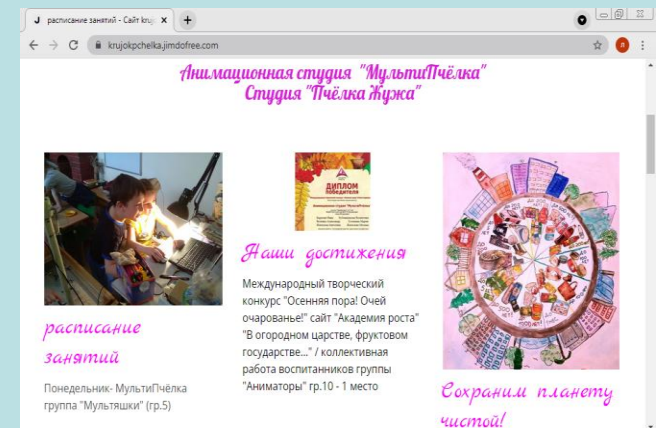 расписание занятий - Сайт kruj
krujokpchelka.jimdofree.com
Л
Анимационная студия "МультиПчёлка"
Студия "Пчёлка Жужа"
расписание
занятий
Понедельник- МультиПчёлка
группа "Мультяшки" (гр.5)
ДИПЛОМ
ПОБЕДИТЕЛЯ
Наши достижения
Международный творческий
конкурс "Осенняя пора! Очей
очарованье!" сайт "Академия роста"
"В огородном царстве, фруктовом
государстве..." / коллективная
работа воспитанников группы
"Аниматоры" гр.10 - 1 место
Сохраним планету
чистой!